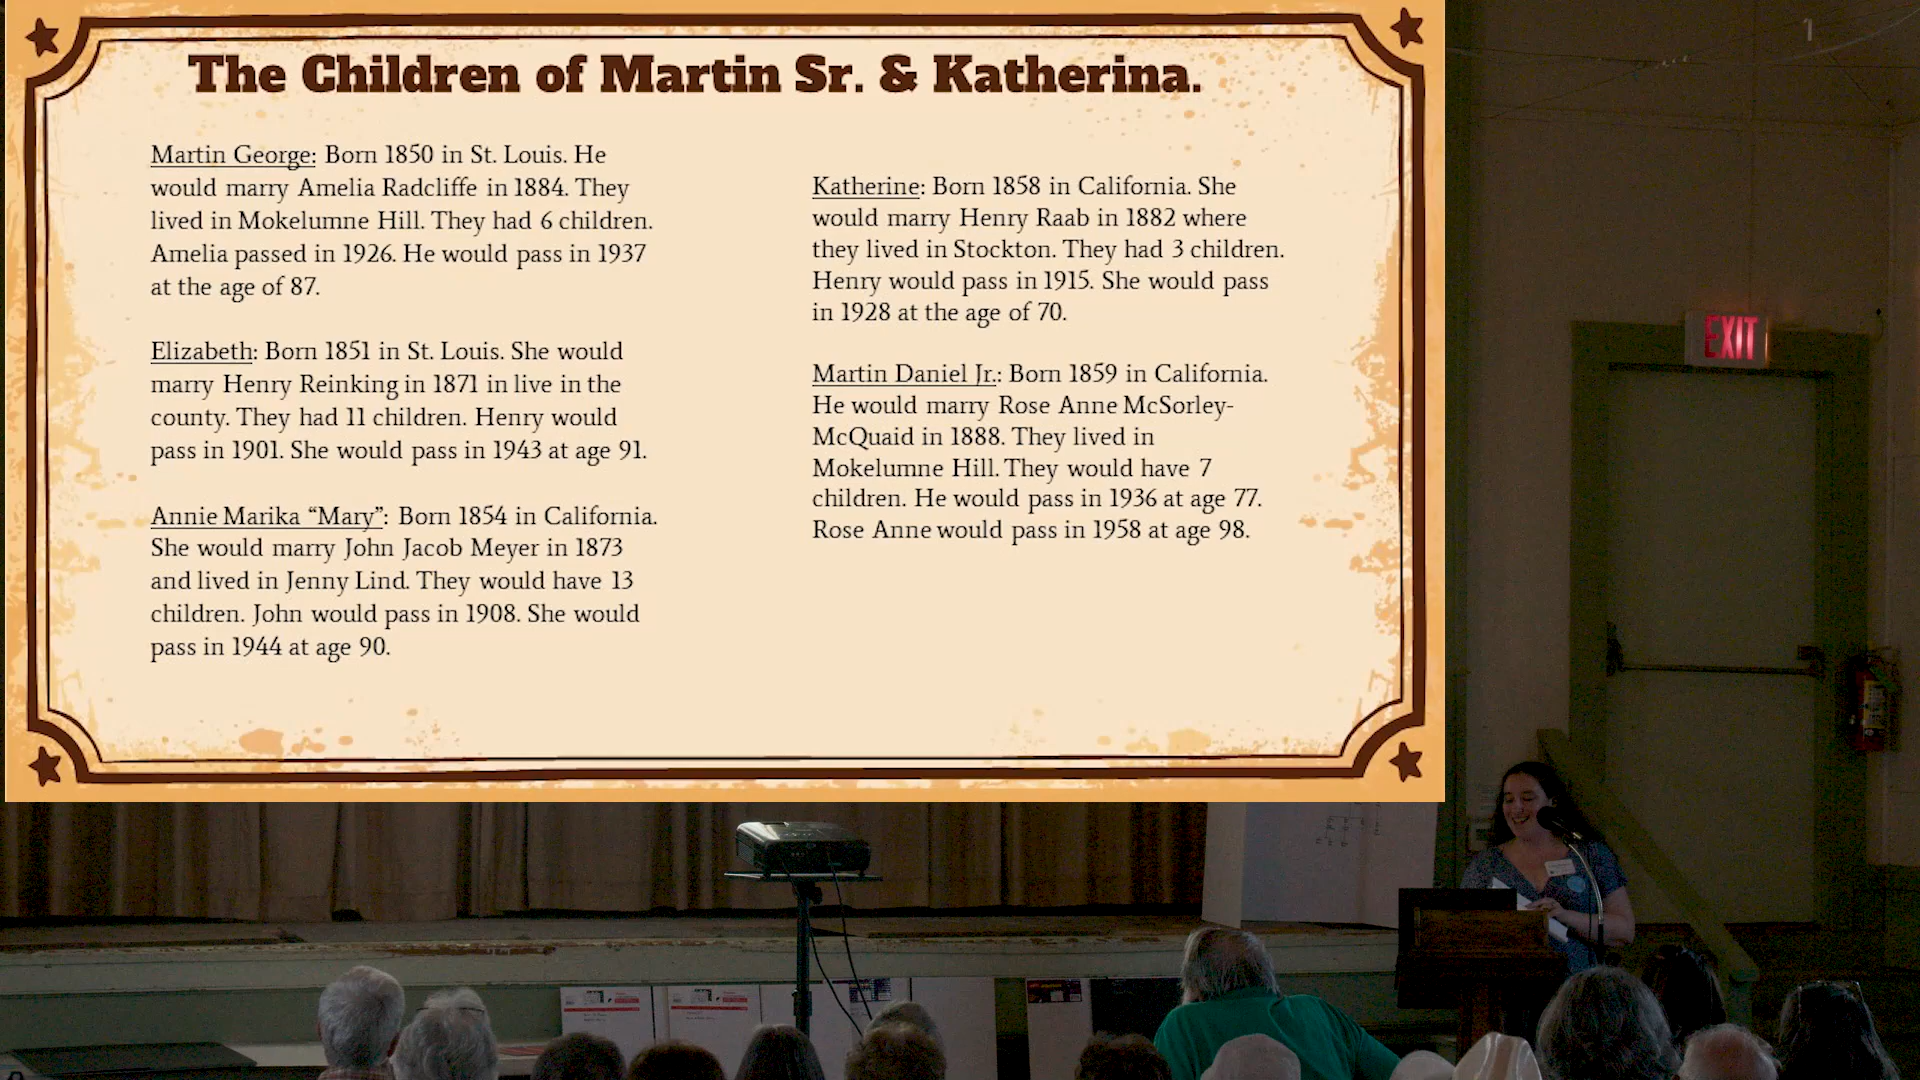 The Children of Martin Sr. & Katherina.
Martin George: Born 1850 in St. Louis. He
would marry Amelia Radcliffe in 1884. They
lived in Mokelumne Hill. They had 6 children.
Amelia passed in 1926. He would pass in 1937
at the age of 87.
Elizabeth: Born 1851 in St. Louis. She would
marry Henry Reinking in 1871 in live in the
county. They had 11 children. Henry would
pass in 1901. She would pass in 1943 at age 91.
Annie Marika “Mary”: Born 1854 in California.
She would marry John Jacob Meyer in 1873
and lived in Jenny Lind. They would have 13
children. John would pass in 1908. She would
pass in 1944 at age 90.
Katherine: Born 1858 in California. She
would marry Henry Raab in 1882 where
they lived in Stockton. They had 3 children.
Henry would pass in 1915. She would pass
in 1928 at the age of 70.
Martin Daniel Jr.: Born 1859 in California.
He would marry Rose Anne McSorley-
McQuaid in 1888. They lived in
Mokelumne Hill. They would have 7
children. He would pass in 1936 at age 77.
Rose Anne would pass in 1958 at age 98.
EXIT